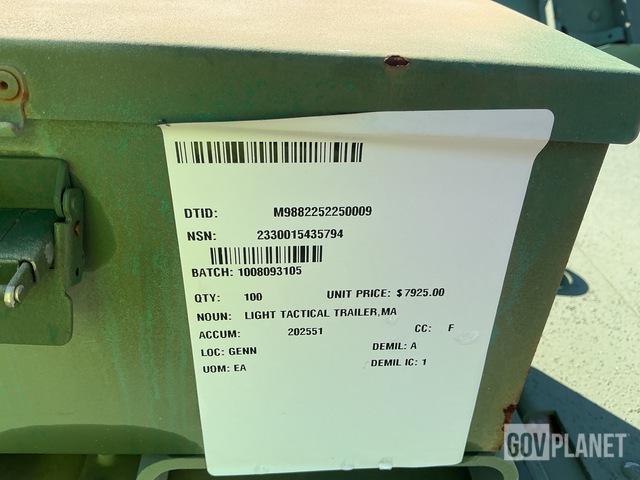 DTID: M9882252250009
NSN: 2330015435794
BATCH: 1008093105
QTY: 100 UNIT PRICE: $7925.00
NOUN: LIGHT TACTICAL TRAILER,MA
ACCUM: 202551 CC: F
LOC: GENN DEMIL: A
UOM: EA DEMIL IC: 1
GOVPLANET